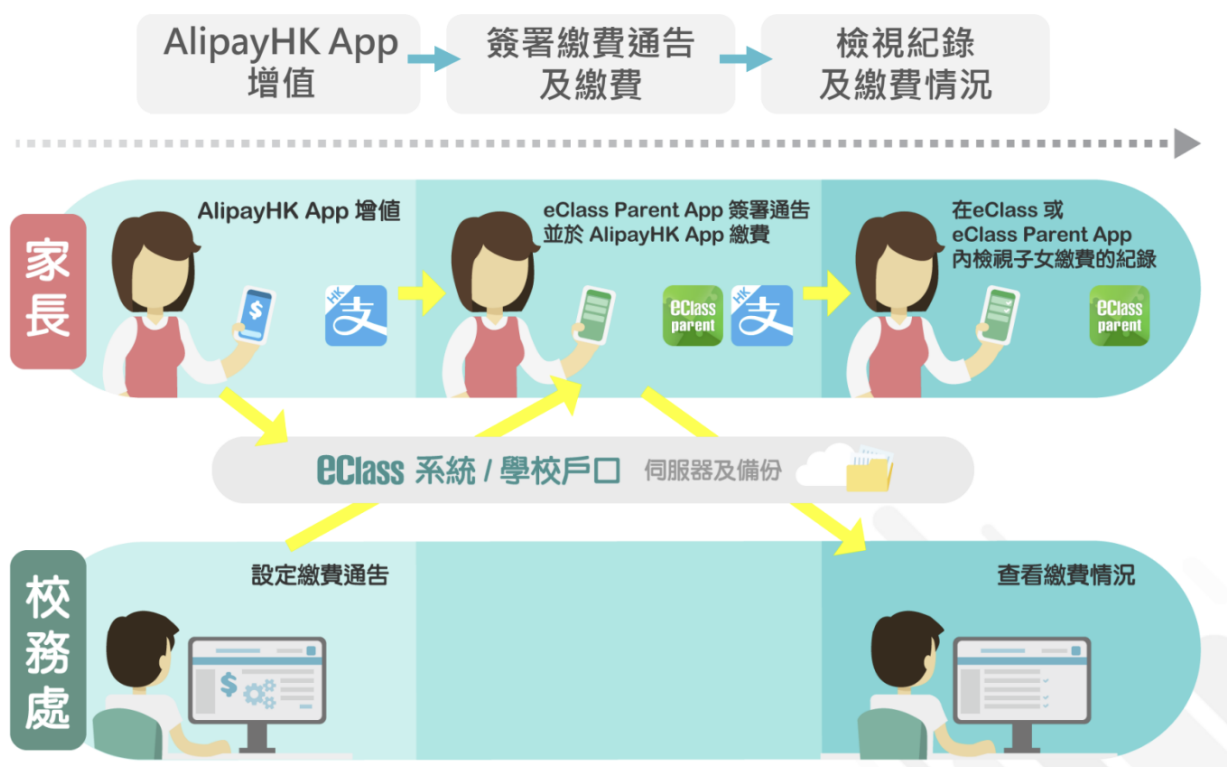 AlipayHK App
增值
簽署繳費通告
及繳費
檢視紀錄
及繳費情況
家長
AlipayHK App 增值
$
HK
支
eClass Parent App 簽署通告
並於 AlipayHK App 繳費
eClass
parent
HK
支
在eClass 或
eClass Parent App
內檢視子女繳費的紀錄
eClass
parent
eClass 系統 / 學校戶口 伺服器及備份
校務處
設定繳費通告
$
查看繳費情況